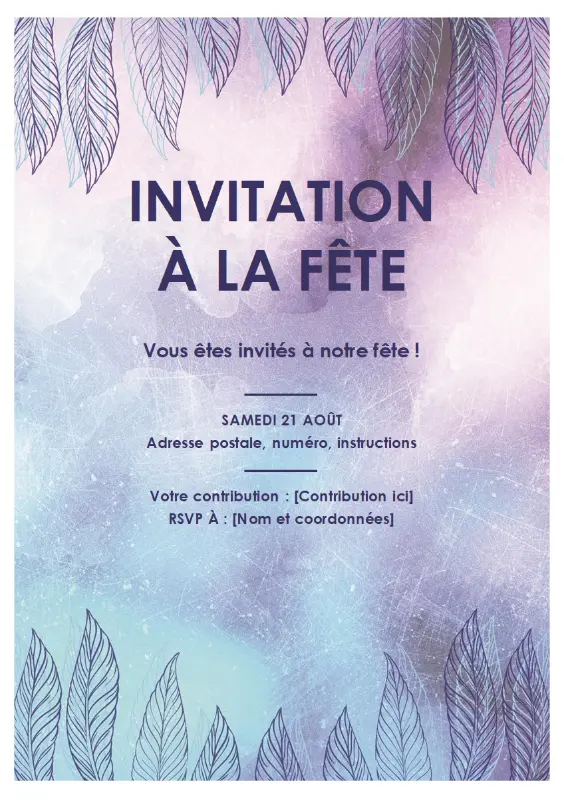 INVITATION
À LA FÊTE
Vous êtes invités à notre fête !
SAMEDI 21 AOÛT
Adresse postale, numéro, instructions
Votre contribution : [Contribution ici]
RSVP À : [Nom et coordonnées]